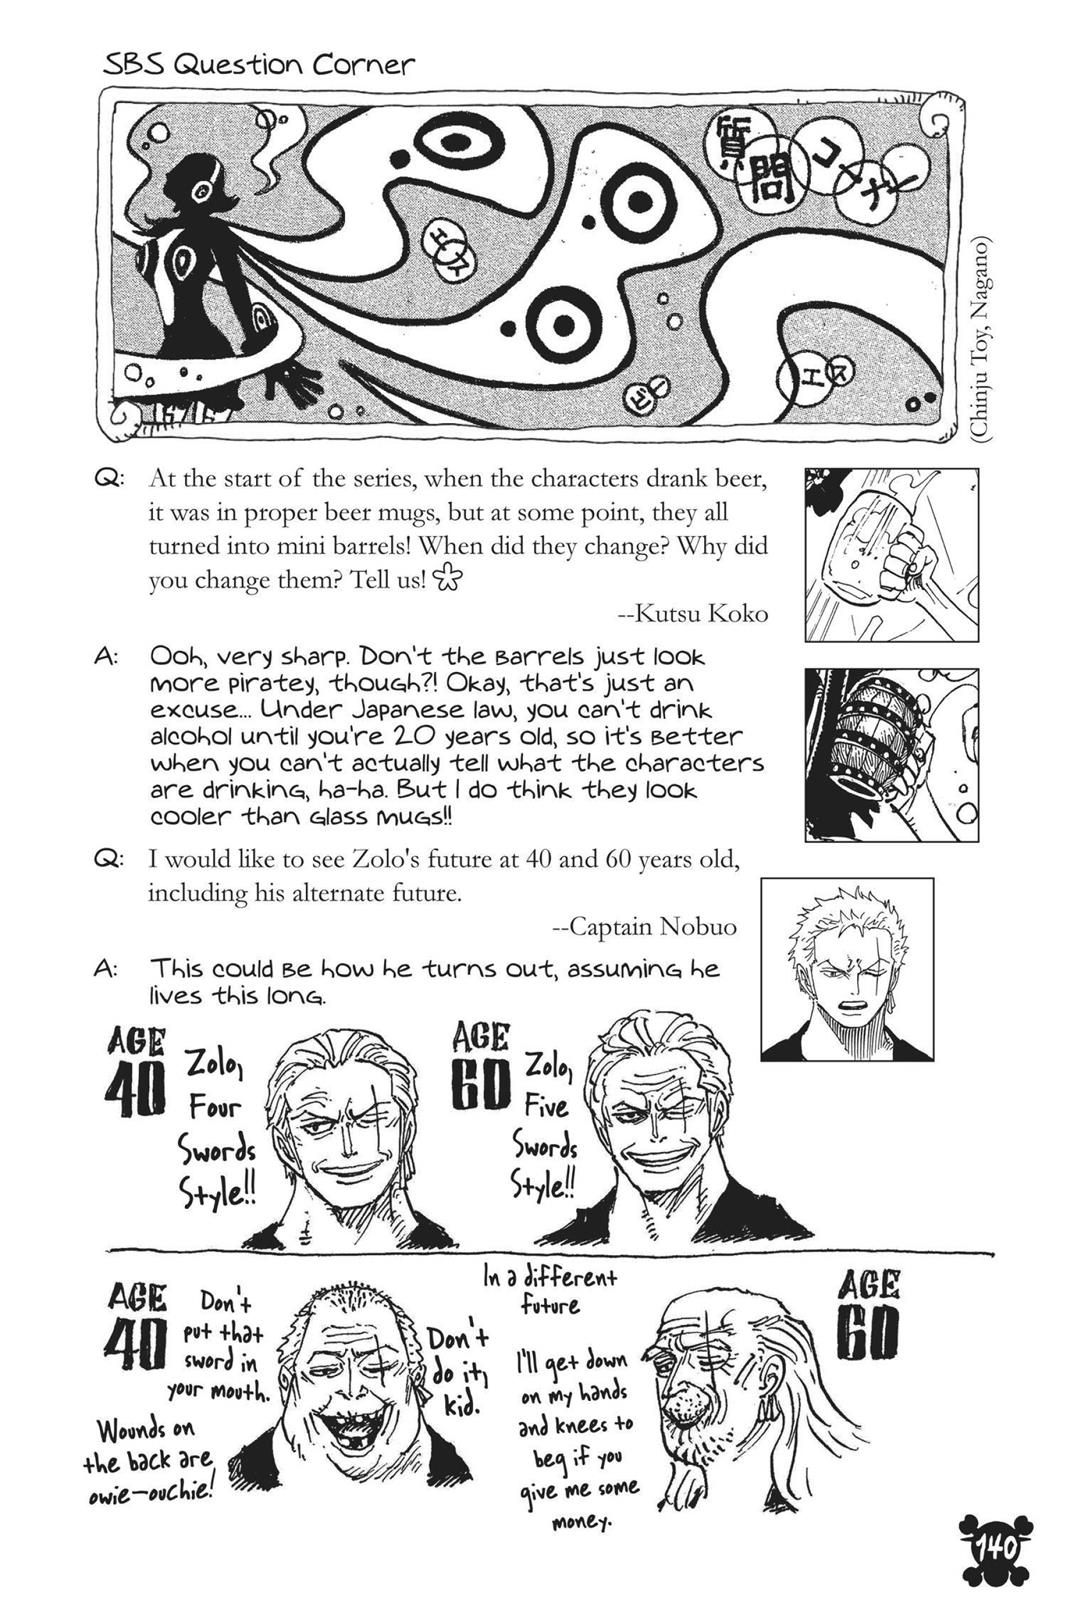 SBS Question Corner
質問コーナー
エス
ビー
エス
(Chinju Toy, Nagano)
Q: At the start of the series, when the characters drank beer,
it was in proper beer mugs, but at some point, they all
turned into mini barrels! When did they change? Why did
you change them? Tell us!
--Kutsu Koko
A: Ooh, very sharp. Don't the barrels just look
more piratey, though?! Okay, that's just an
excuse... Under Japanese law, you can't drink
alcohol until you're 20 years old, so it's better
when you can't actually tell what the characters
are drinking, ha-ha. But I do think they look
cooler than glass mugs!!
Q: I would like to see Zolo's future at 40 and 60 years old,
including his alternate future.
--Captain Nobuo
A: This could be how he turns out, assuming he
lives this long.
AGE
40
Zolo,
Four
Swords
Style!!
AGE
60
Zolo,
Five
Swords
Style!!
AGE
40
Don't
put that
sword in
your mouth.
Don't
do it,
kid.
Wounds on
the back are
owie-ouchie!
In a different
future
I'll get down
on my hands
and knees to
beg if you
give me some
money.
AGE
60
140